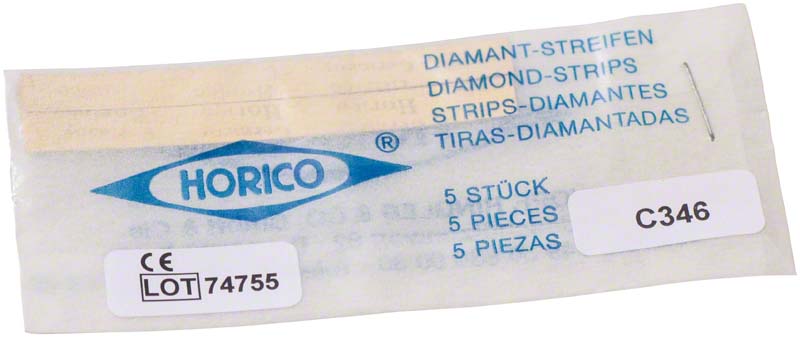 DIAMANT-STREIFEN
DIAMOND-STRIPS
STRIPS-DIAMANTES
TIRAS-DIAMANTADAS
HORICO ®
5 STÜCK
5 PIECES
5 PIEZAS
C346
CE
LOT 74755